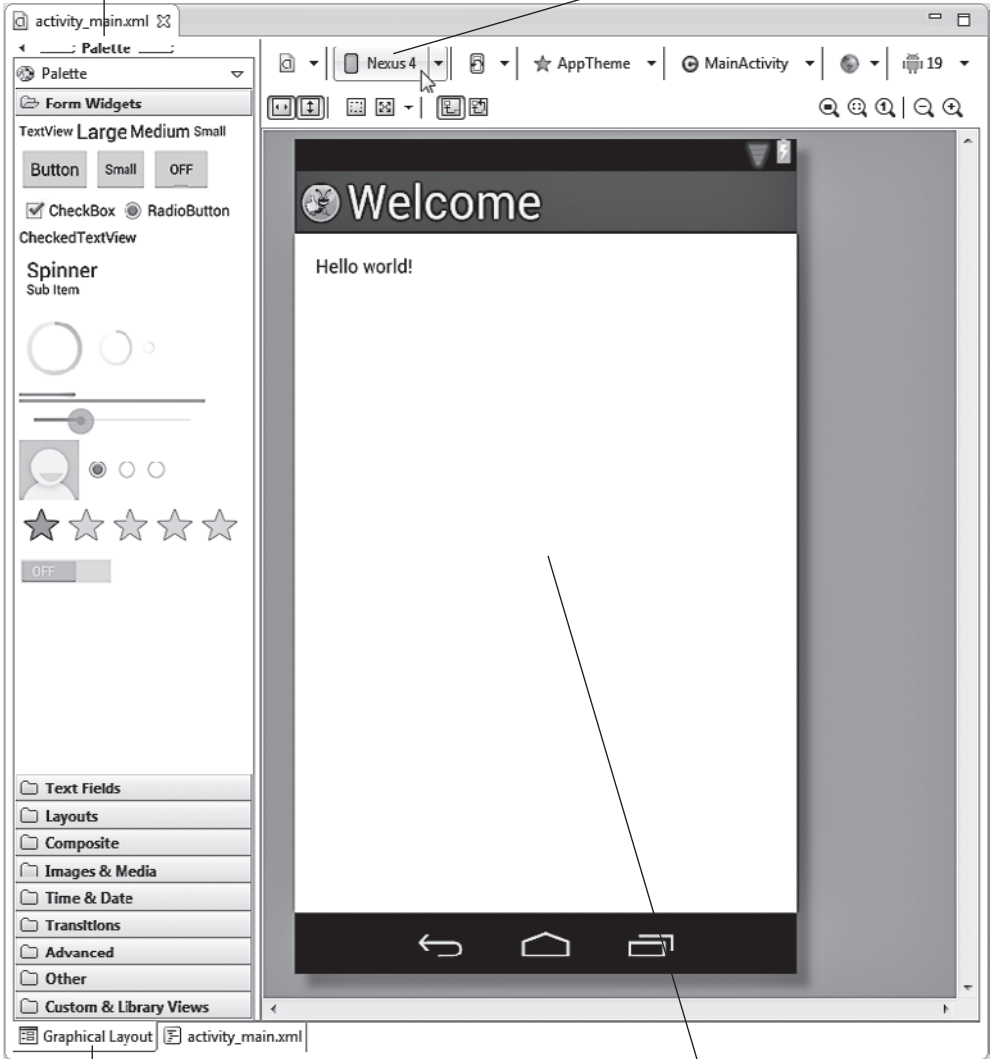 activity_main.xml
Palette
Palette
Form Widgets
TextView Large Medium Small
Button Small OFF
CheckBox RadioButton
CheckedTextView
Spinner
Sub Item
OFF
Text Fields
Layouts
Composite
Images & Media
Time & Date
Transitions
Advanced
Other
Custom & Library Views
Graphical Layout activity_main.xml
Nexus 4 AppTheme MainActivity 19
Welcome
Hello world!